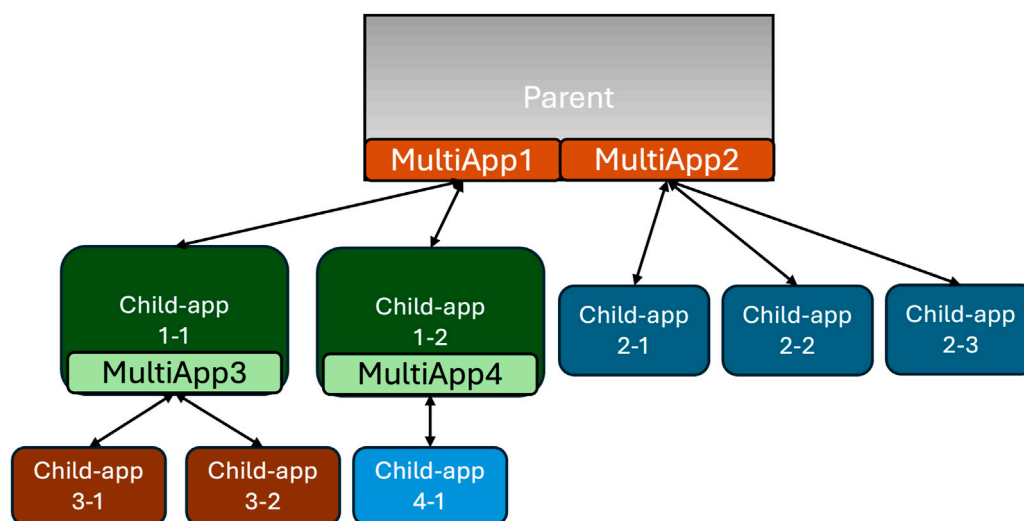 Parent
MultiApp1
MultiApp2
Child-app
1-1
MultiApp3
Child-app
1-2
MultiApp4
Child-app
2-1
Child-app
2-2
Child-app
2-3
Child-app
3-1
Child-app
3-2
Child-app
4-1